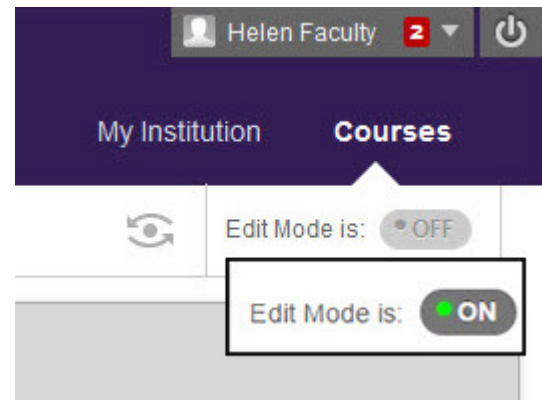 Helen Faculty 2
My Institution Courses
Edit Mode is: OFF
Edit Mode is: ON